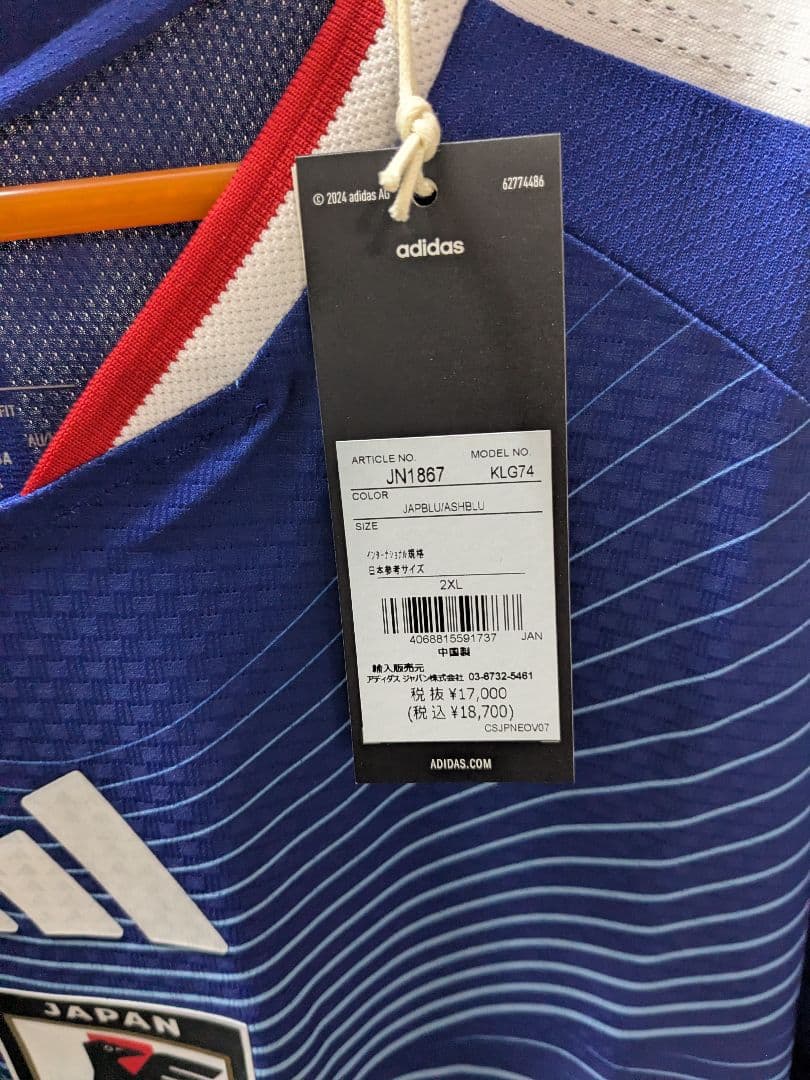 © 2024 adidas AG
62774486
adidas
ARTICLE NO.
MODEL NO.
JN1867
KLG74
COLOR
JAPBLU/ASHBLU
SIZE
ｲﾝﾀｰﾅｼｮﾅﾙ規格
日本参考サイズ
2XL
4068815591737 JAN
中国製
輸入販売元
アディダス ジャパン株式会社 03-6732-5461
税抜 ¥17,000
(税込 ¥18,700)
CSJPNEOV07
ADIDAS.COM
FIT
JAPAN